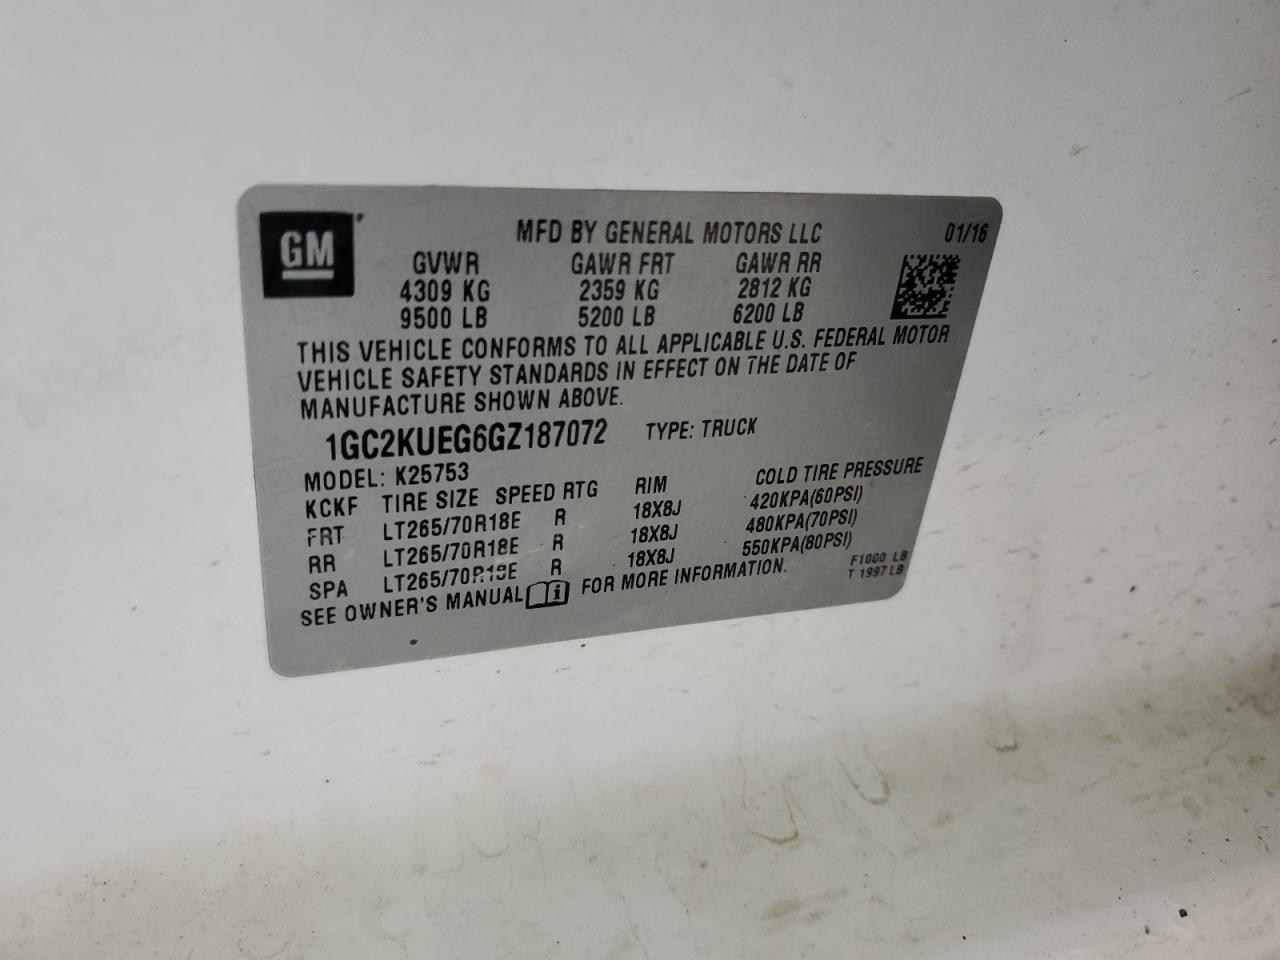 GM
MFD BY GENERAL MOTORS LLC 01/16
GVWR GAWR FRT GAWR RR
4309 KG 2359 KG 2812 KG
9500 LB 5200 LB 6200 LB
THIS VEHICLE CONFORMS TO ALL APPLICABLE U.S. FEDERAL MOTOR
VEHICLE SAFETY STANDARDS IN EFFECT ON THE DATE OF
MANUFACTURE SHOWN ABOVE.
1GC2KUEG6GZ187072 TYPE: TRUCK
MODEL: K25753
KCKF TIRE SIZE SPEED RTG RIM COLD TIRE PRESSURE
FRT LT265/70R18E R 18X8J 420KPA(60PSI)
RR LT265/70R18E R 18X8J 480KPA(70PSI)
SPA LT265/70R18E R 18X8J 550KPA(80PSI)
SEE OWNER'S MANUAL FOR MORE INFORMATION.
F1000 LB
T 1997LB